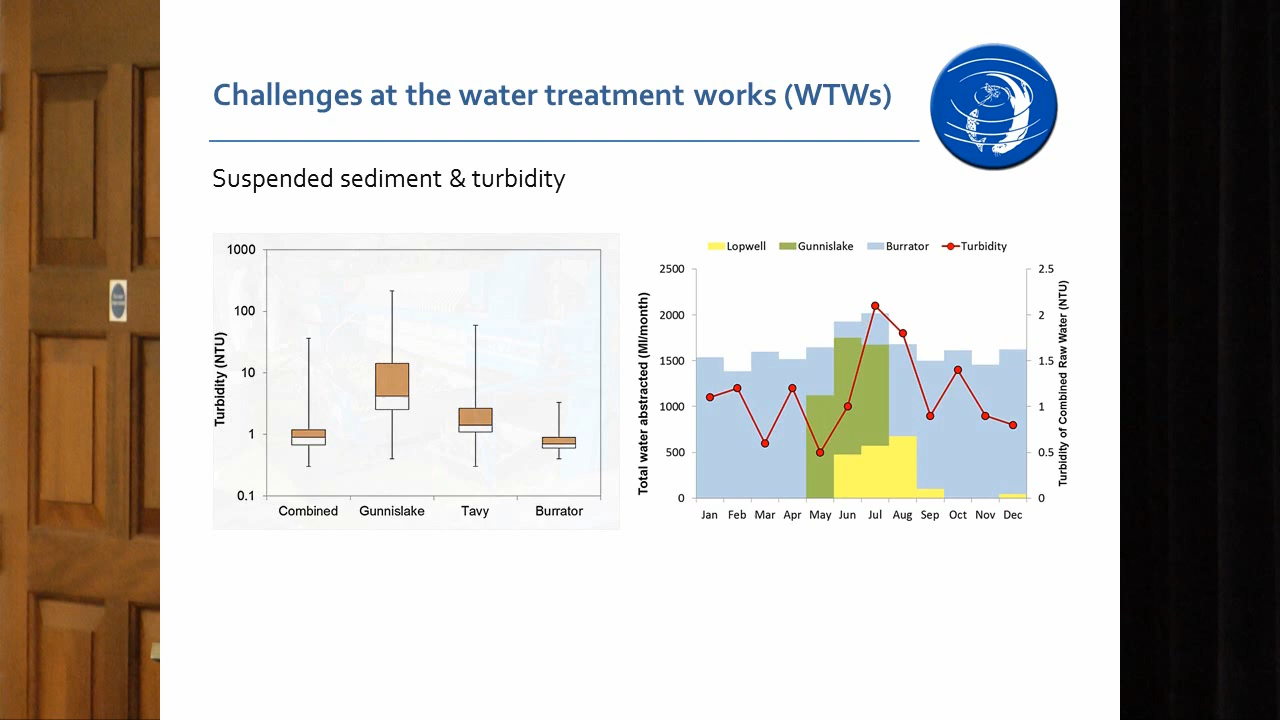 Challenges at the water treatment works (WTWs)
Suspended sediment & turbidity
Turbidity (NTU)
1000
100
10
1
0.1
Combined Gunnislake Tavy Burrator
Lopwell Gunnislake Burrator Turbidity
Total water abstracted (Ml/month)
2500
2000
1500
1000
500
0
2.5
2
1.5
1
0.5
0
Turbidity of Combined Raw Water (NTU)
Jan Feb Mar Apr May Jun Jul Aug Sep Oct Nov Dec